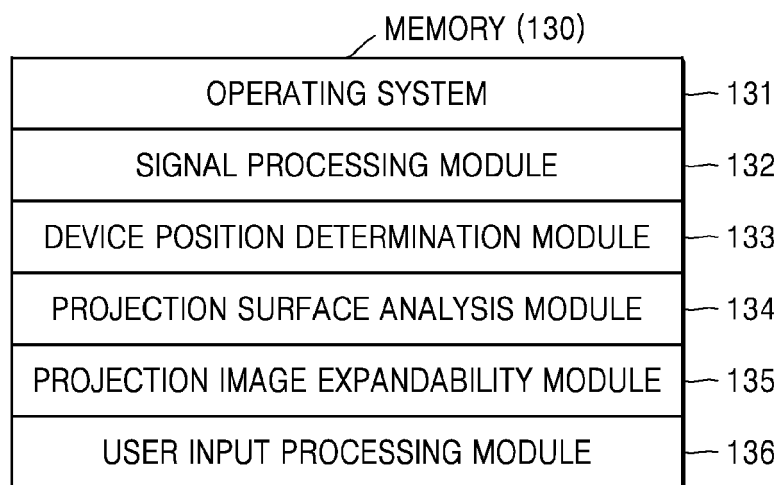 MEMORY (130)
OPERATING SYSTEM 131
SIGNAL PROCESSING MODULE 132
DEVICE POSITION DETERMINATION MODULE 133
PROJECTION SURFACE ANALYSIS MODULE 134
PROJECTION IMAGE EXPANDABILITY MODULE 135
USER INPUT PROCESSING MODULE 136